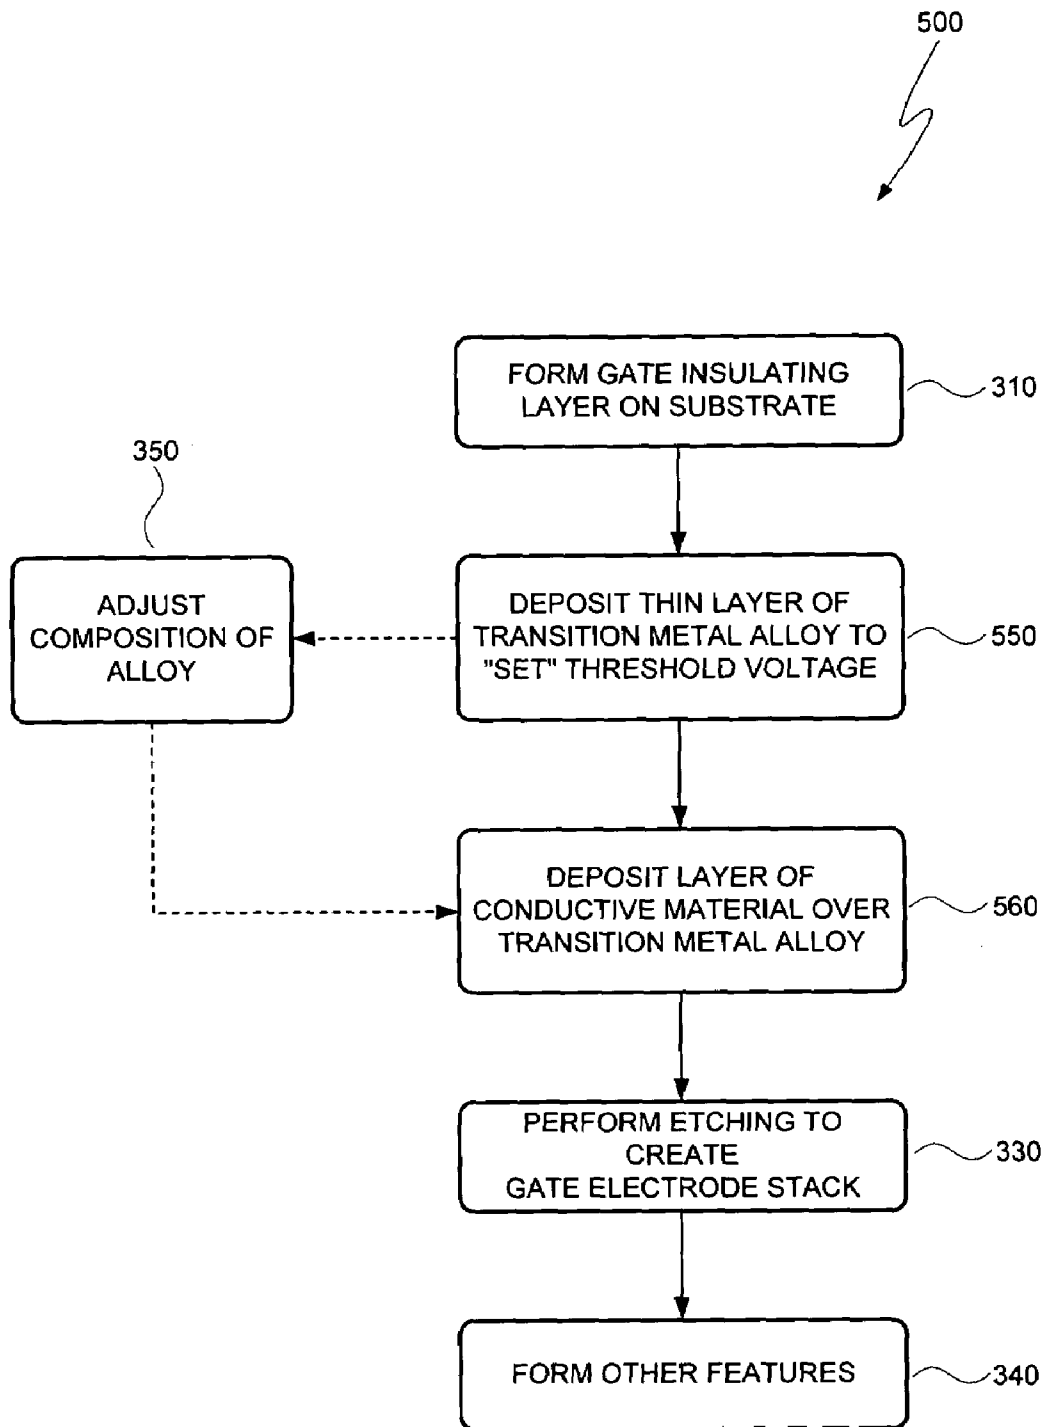 500
FORM GATE INSULATING
LAYER ON SUBSTRATE
310
350
ADJUST
COMPOSITION OF
ALLOY
DEPOSIT THIN LAYER OF
TRANSITION METAL ALLOY TO
"SET" THRESHOLD VOLTAGE
550
DEPOSIT LAYER OF
CONDUCTIVE MATERIAL OVER
TRANSITION METAL ALLOY
560
PERFORM ETCHING TO
CREATE
GATE ELECTRODE STACK
330
FORM OTHER FEATURES
340